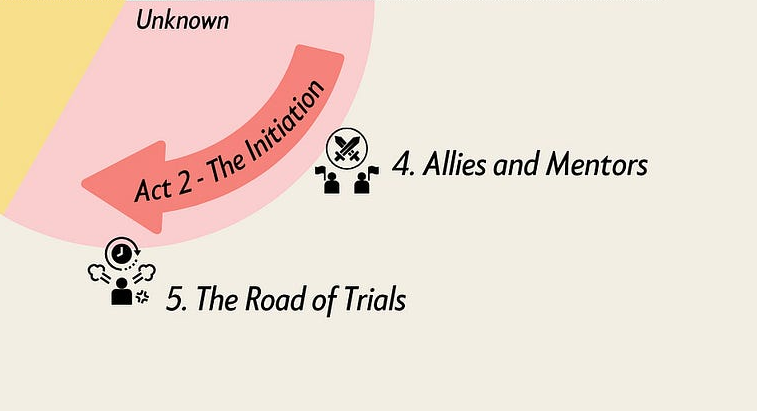 Unknown
Act 2 - The Initiation
4. Allies and Mentors
5. The Road of Trials